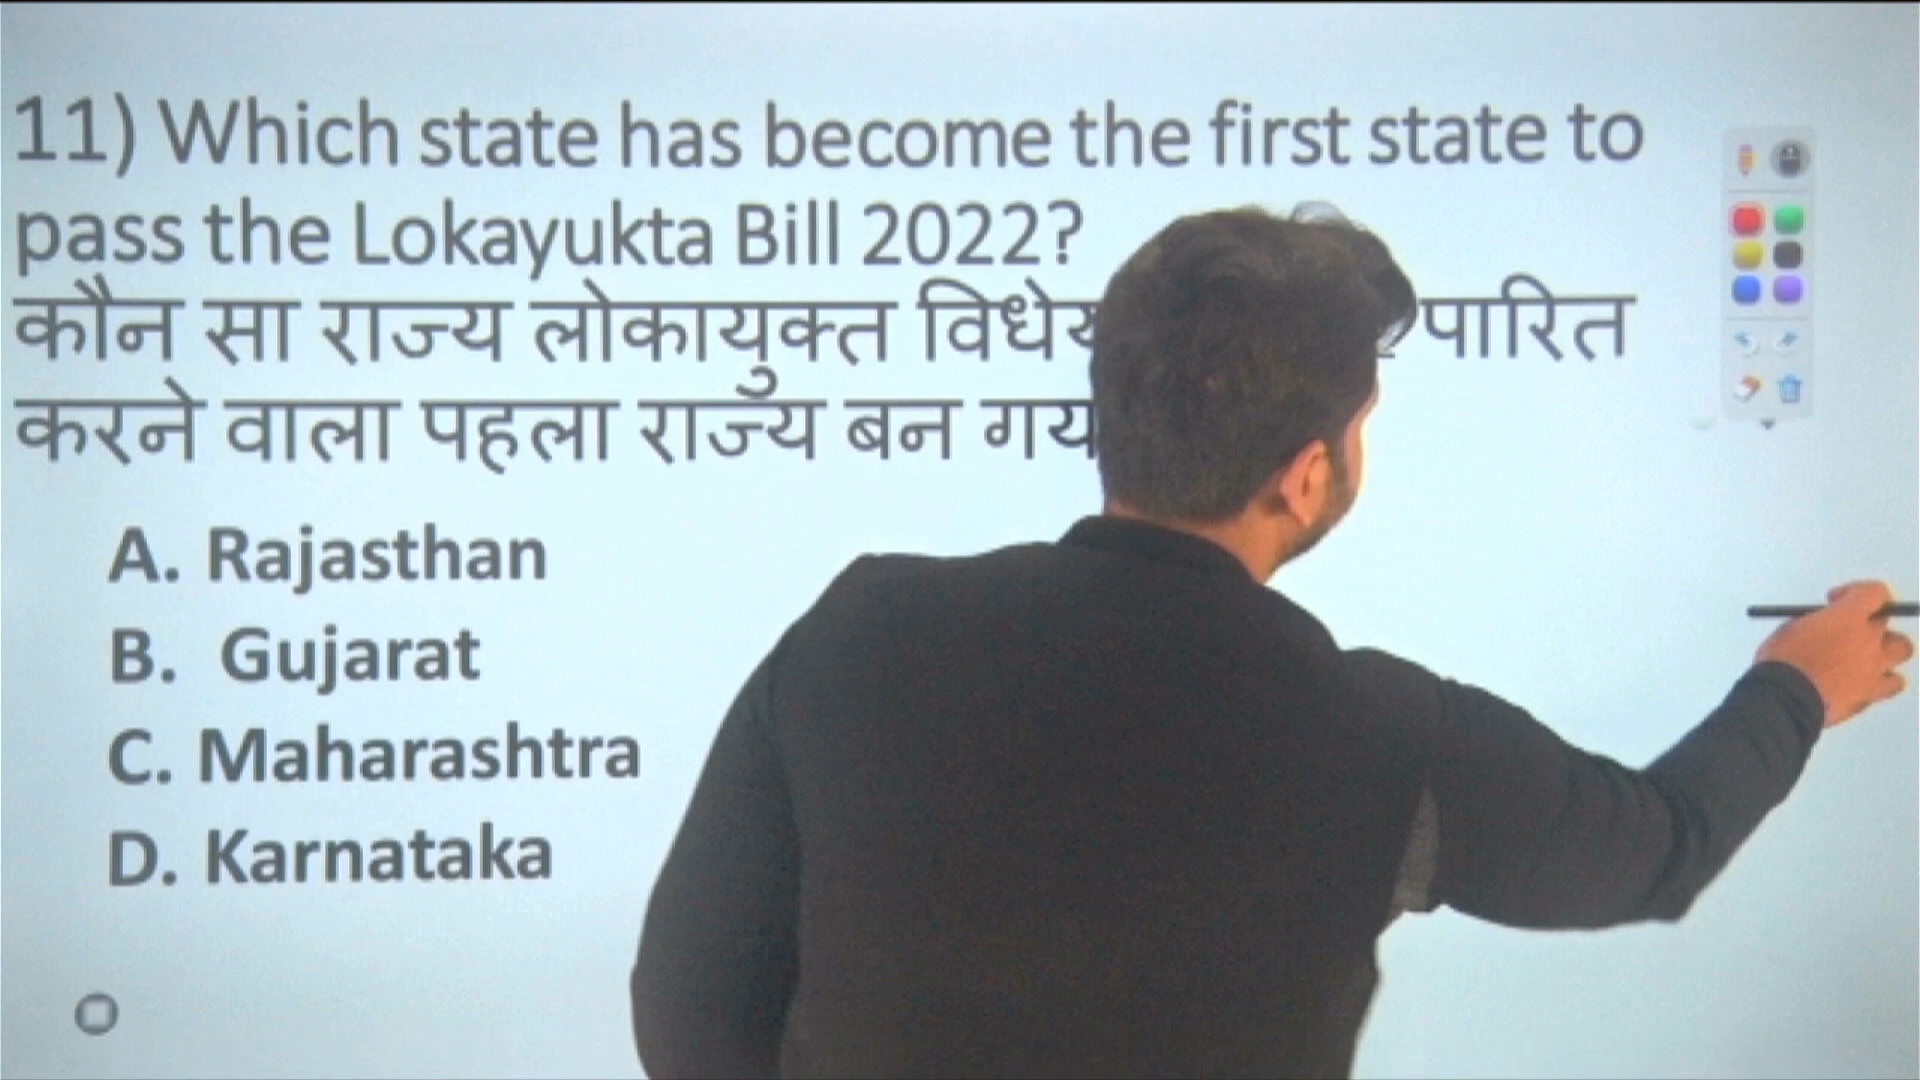 11) Which state has become the first state to
pass the Lokayukta Bill 2022?
कौन सा राज्य लोकायुक्त पारित
करने वाला पहला राज्य बन
A. Rajasthan
B. Gujarat
C. Maharashtra
D. Karnataka